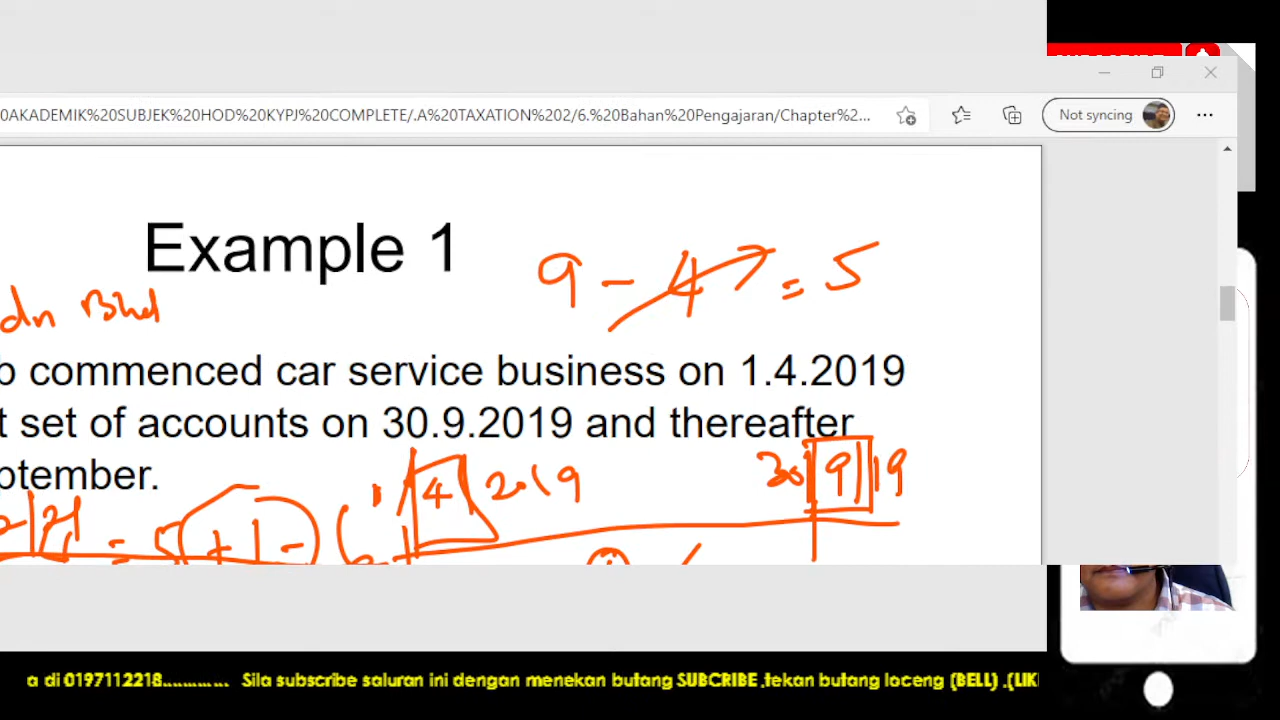 0AKADEMIK%20SUBJEK%20HOD%20KYPJ%20COMPLETE/.A%20TAXATION%202/6.%20Bahan%20Pengajaran/Chapter%2...
Not syncing
Example 1
9 - 4 = 5
dn Bhd
b commenced car service business on 1.4.2019
t set of accounts on 30.9.2019 and thereafter
ptember.
1 4 2019
30 9 19
= 5 + 1 =
a di 0197112218............ Sila subscribe saluran ini dengan menekan butang SUBCRIBE ,tekan butang loceng (BELL) ,(LIK